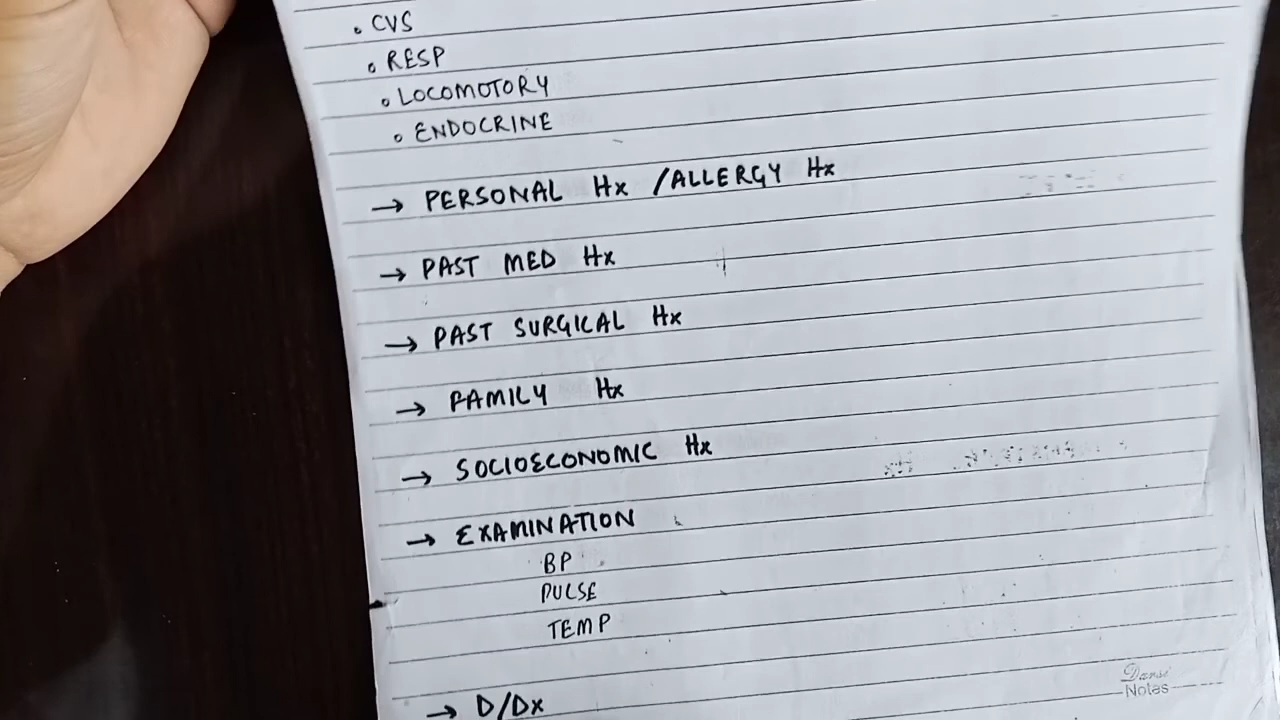 • CVS
• RESP
• LOCOMOTORY
• ENDOCRINE
→ PERSONAL Hx /ALLERGY Hx
→ PAST MED Hx
→ PAST SURGICAL Hx
→ FAMILY Hx
→ SOCIOECONOMIC Hx
→ EXAMINATION
BP
PULSE
TEMP
→ D/Dx
Notas